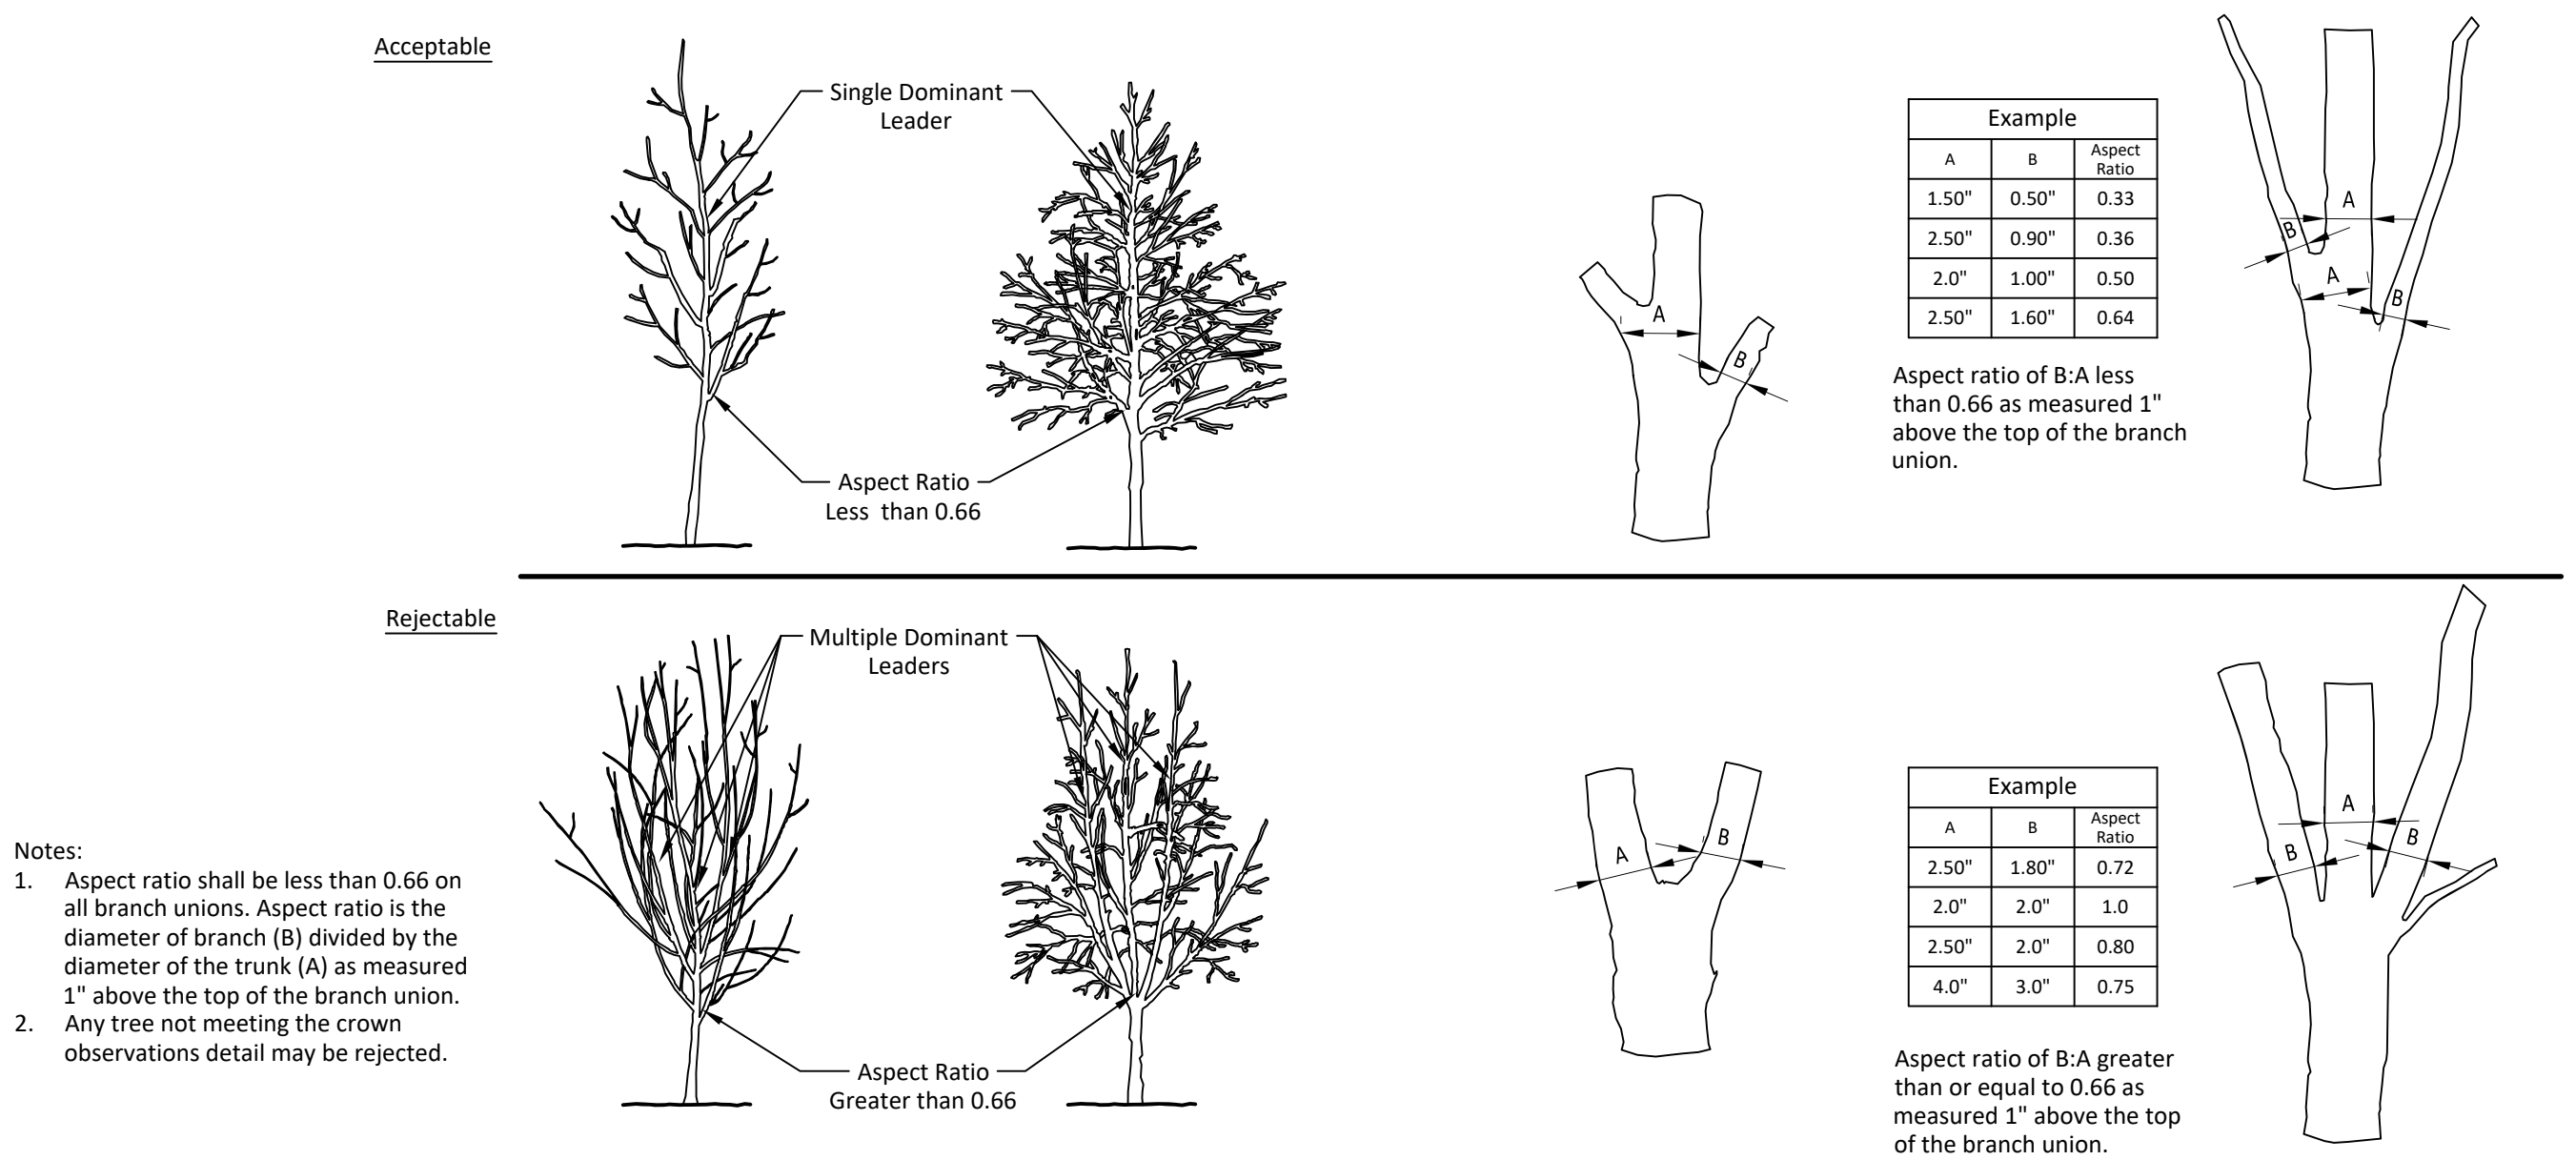 Acceptable
Single Dominant
Leader
Aspect Ratio
Less than 0.66
A
B
Example
A B Aspect Ratio
1.50" 0.50" 0.33
2.50" 0.90" 0.36
2.0" 1.00" 0.50
2.50" 1.60" 0.64
Aspect ratio of B:A less
than 0.66 as measured 1"
above the top of the branch
union.
A
B
A
B
Rejectable
Multiple Dominant
Leaders
Aspect Ratio
Greater than 0.66
A
B
Example
A B Aspect Ratio
2.50" 1.80" 0.72
2.0" 2.0" 1.0
2.50" 2.0" 0.80
4.0" 3.0" 0.75
Aspect ratio of B:A greater
than or equal to 0.66 as
measured 1" above the top
of the branch union.
A
B
B
Notes:
1. Aspect ratio shall be less than 0.66 on
all branch unions. Aspect ratio is the
diameter of branch (B) divided by the
diameter of the trunk (A) as measured
1" above the top of the branch union.
2. Any tree not meeting the crown
observations detail may be rejected.